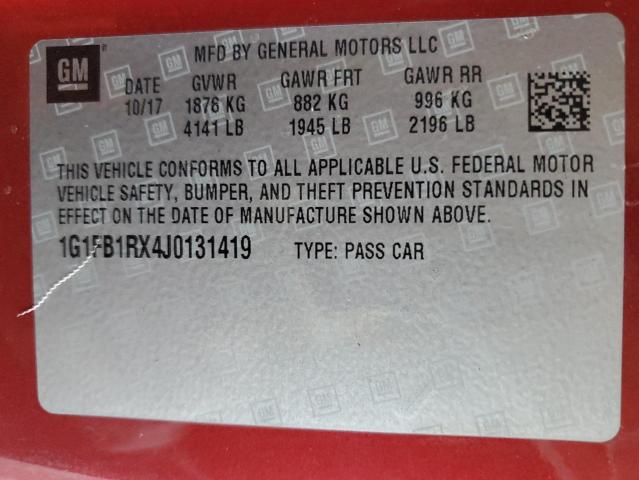 GM
MFD BY GENERAL MOTORS LLC
DATE GVWR GAWR FRT GAWR RR
10/17 1876 KG 882 KG 996 KG
4141 LB 1945 LB 2196 LB
THIS VEHICLE CONFORMS TO ALL APPLICABLE U.S. FEDERAL MOTOR
VEHICLE SAFETY, BUMPER, AND THEFT PREVENTION STANDARDS IN
EFFECT ON THE DATE OF MANUFACTURE SHOWN ABOVE.
1G1FB1RX4J0131419 TYPE: PASS CAR